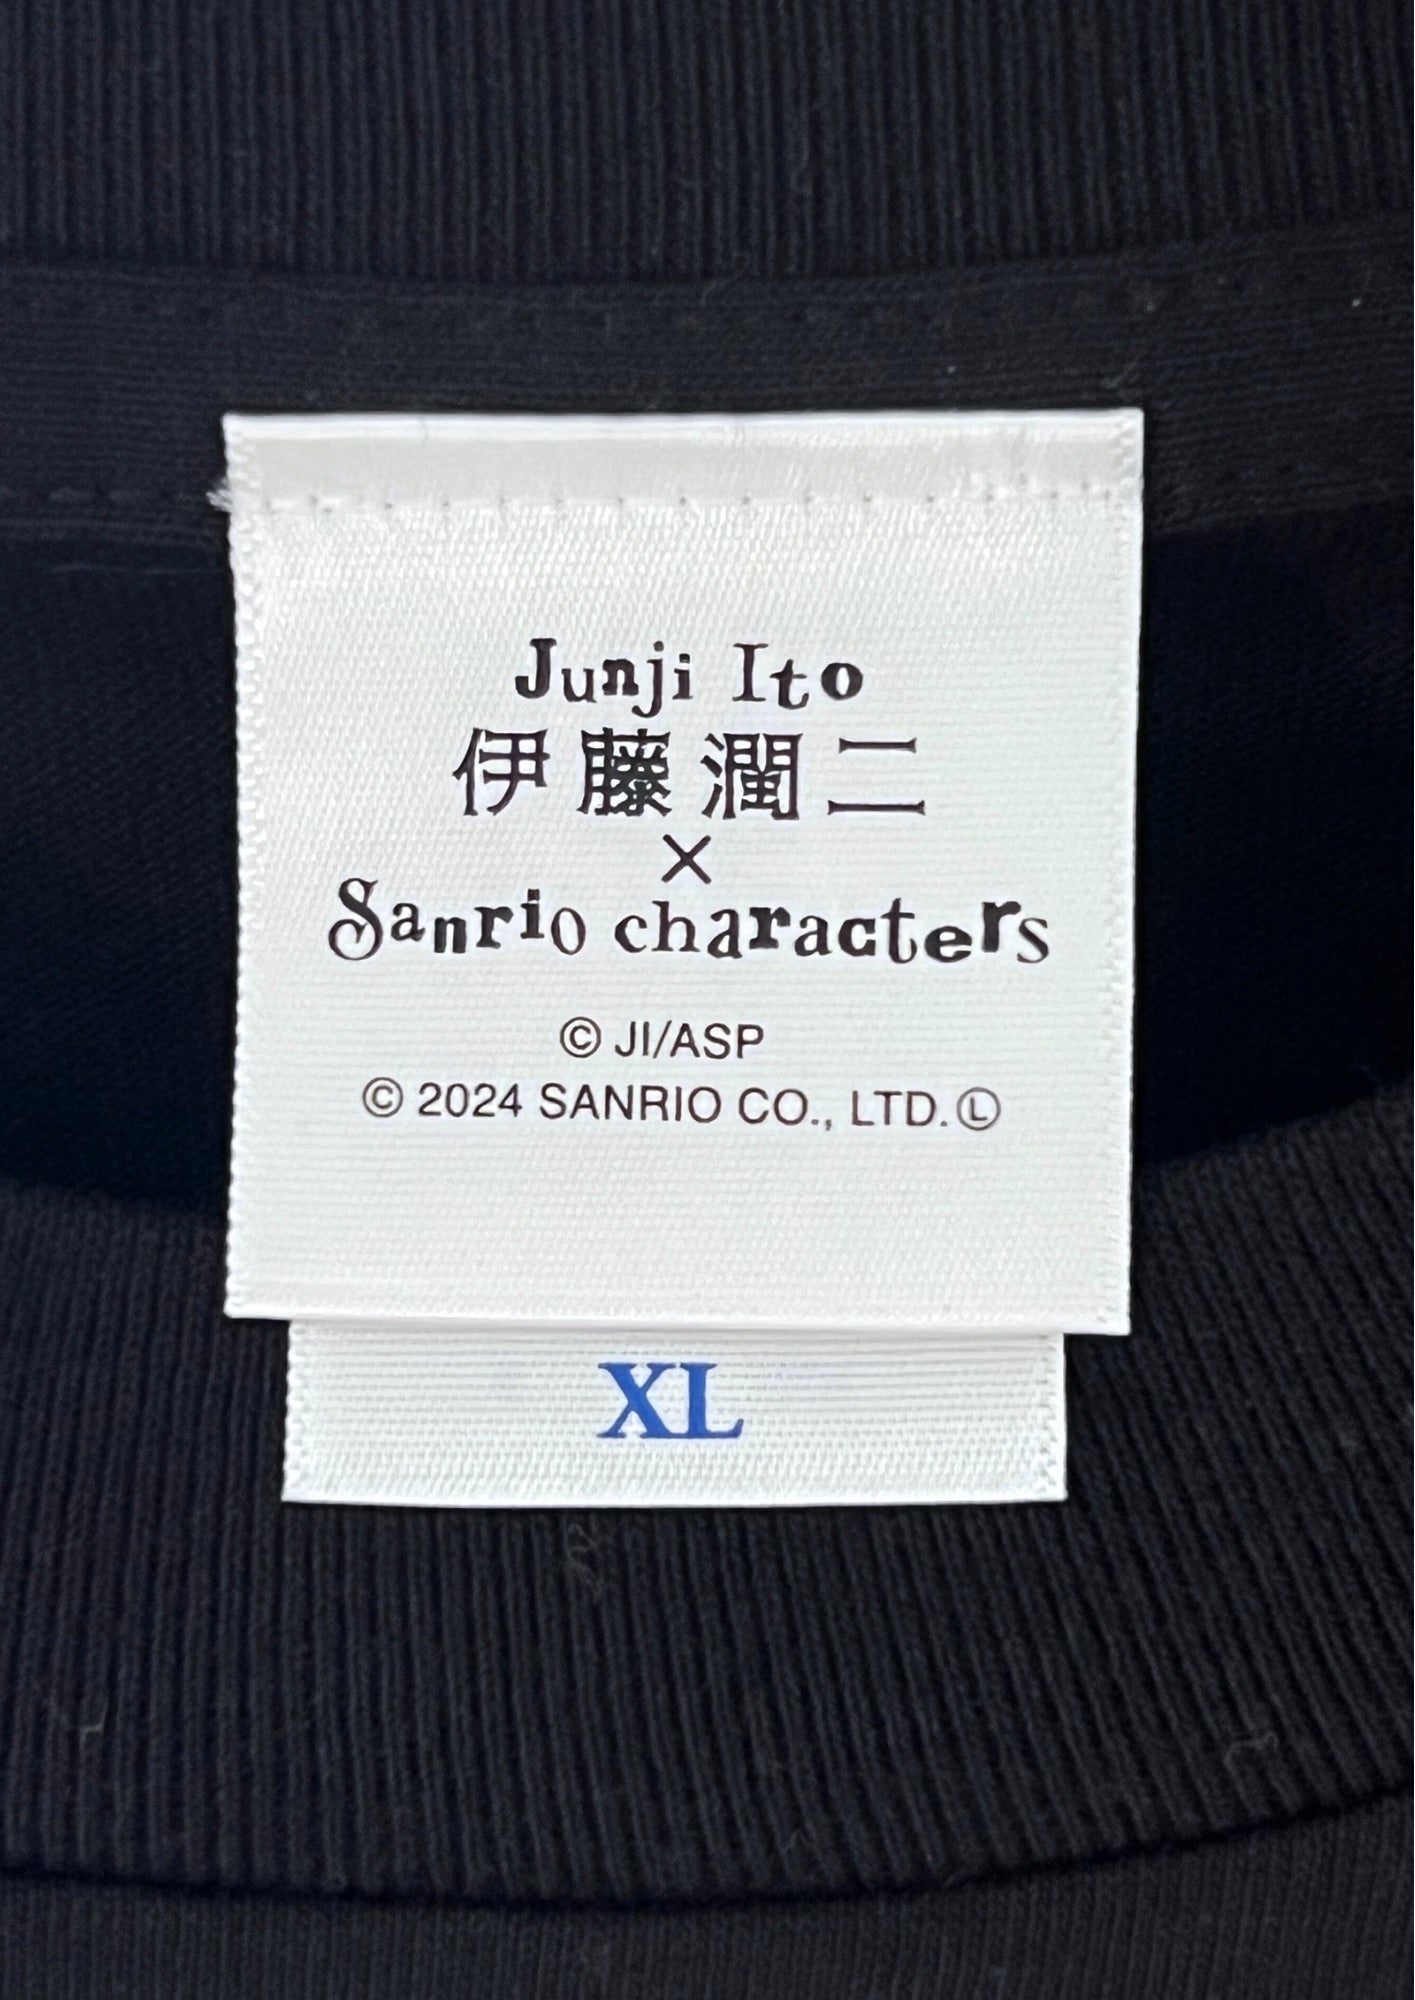 Junji Ito
伊藤潤二
×
Sanrio characters
© JI/ASP
© 2024 SANRIO CO., LTD. Ⓛ
XL